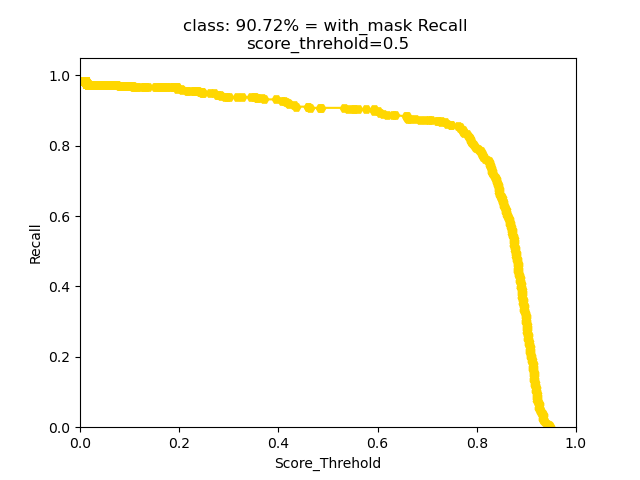 class: 90.72% = with_mask Recall
score_threhold=0.5
1.0
0.8
0.6
0.4
0.2
0.0
Recall
0.0 0.2 0.4 0.6 0.8 1.0
Score_Threhold